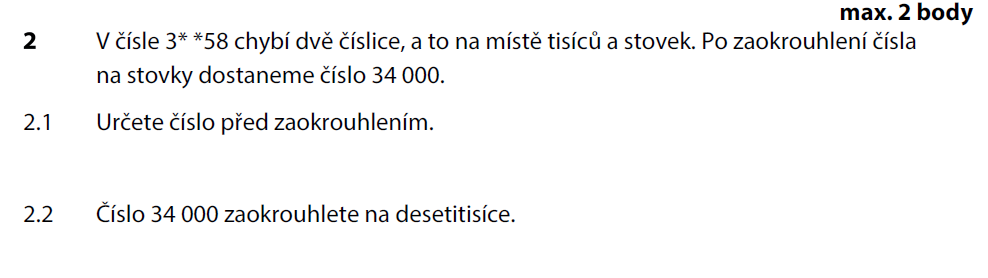 max. 2 body
2 V čísle 3* *58 chybí dvě číslice, a to na místě tisíců a stovek. Po zaokrouhlení čísla
na stovky dostaneme číslo 34 000.
2.1 Určete číslo před zaokrouhlením.
2.2 Číslo 34 000 zaokrouhlete na desetitisíce.